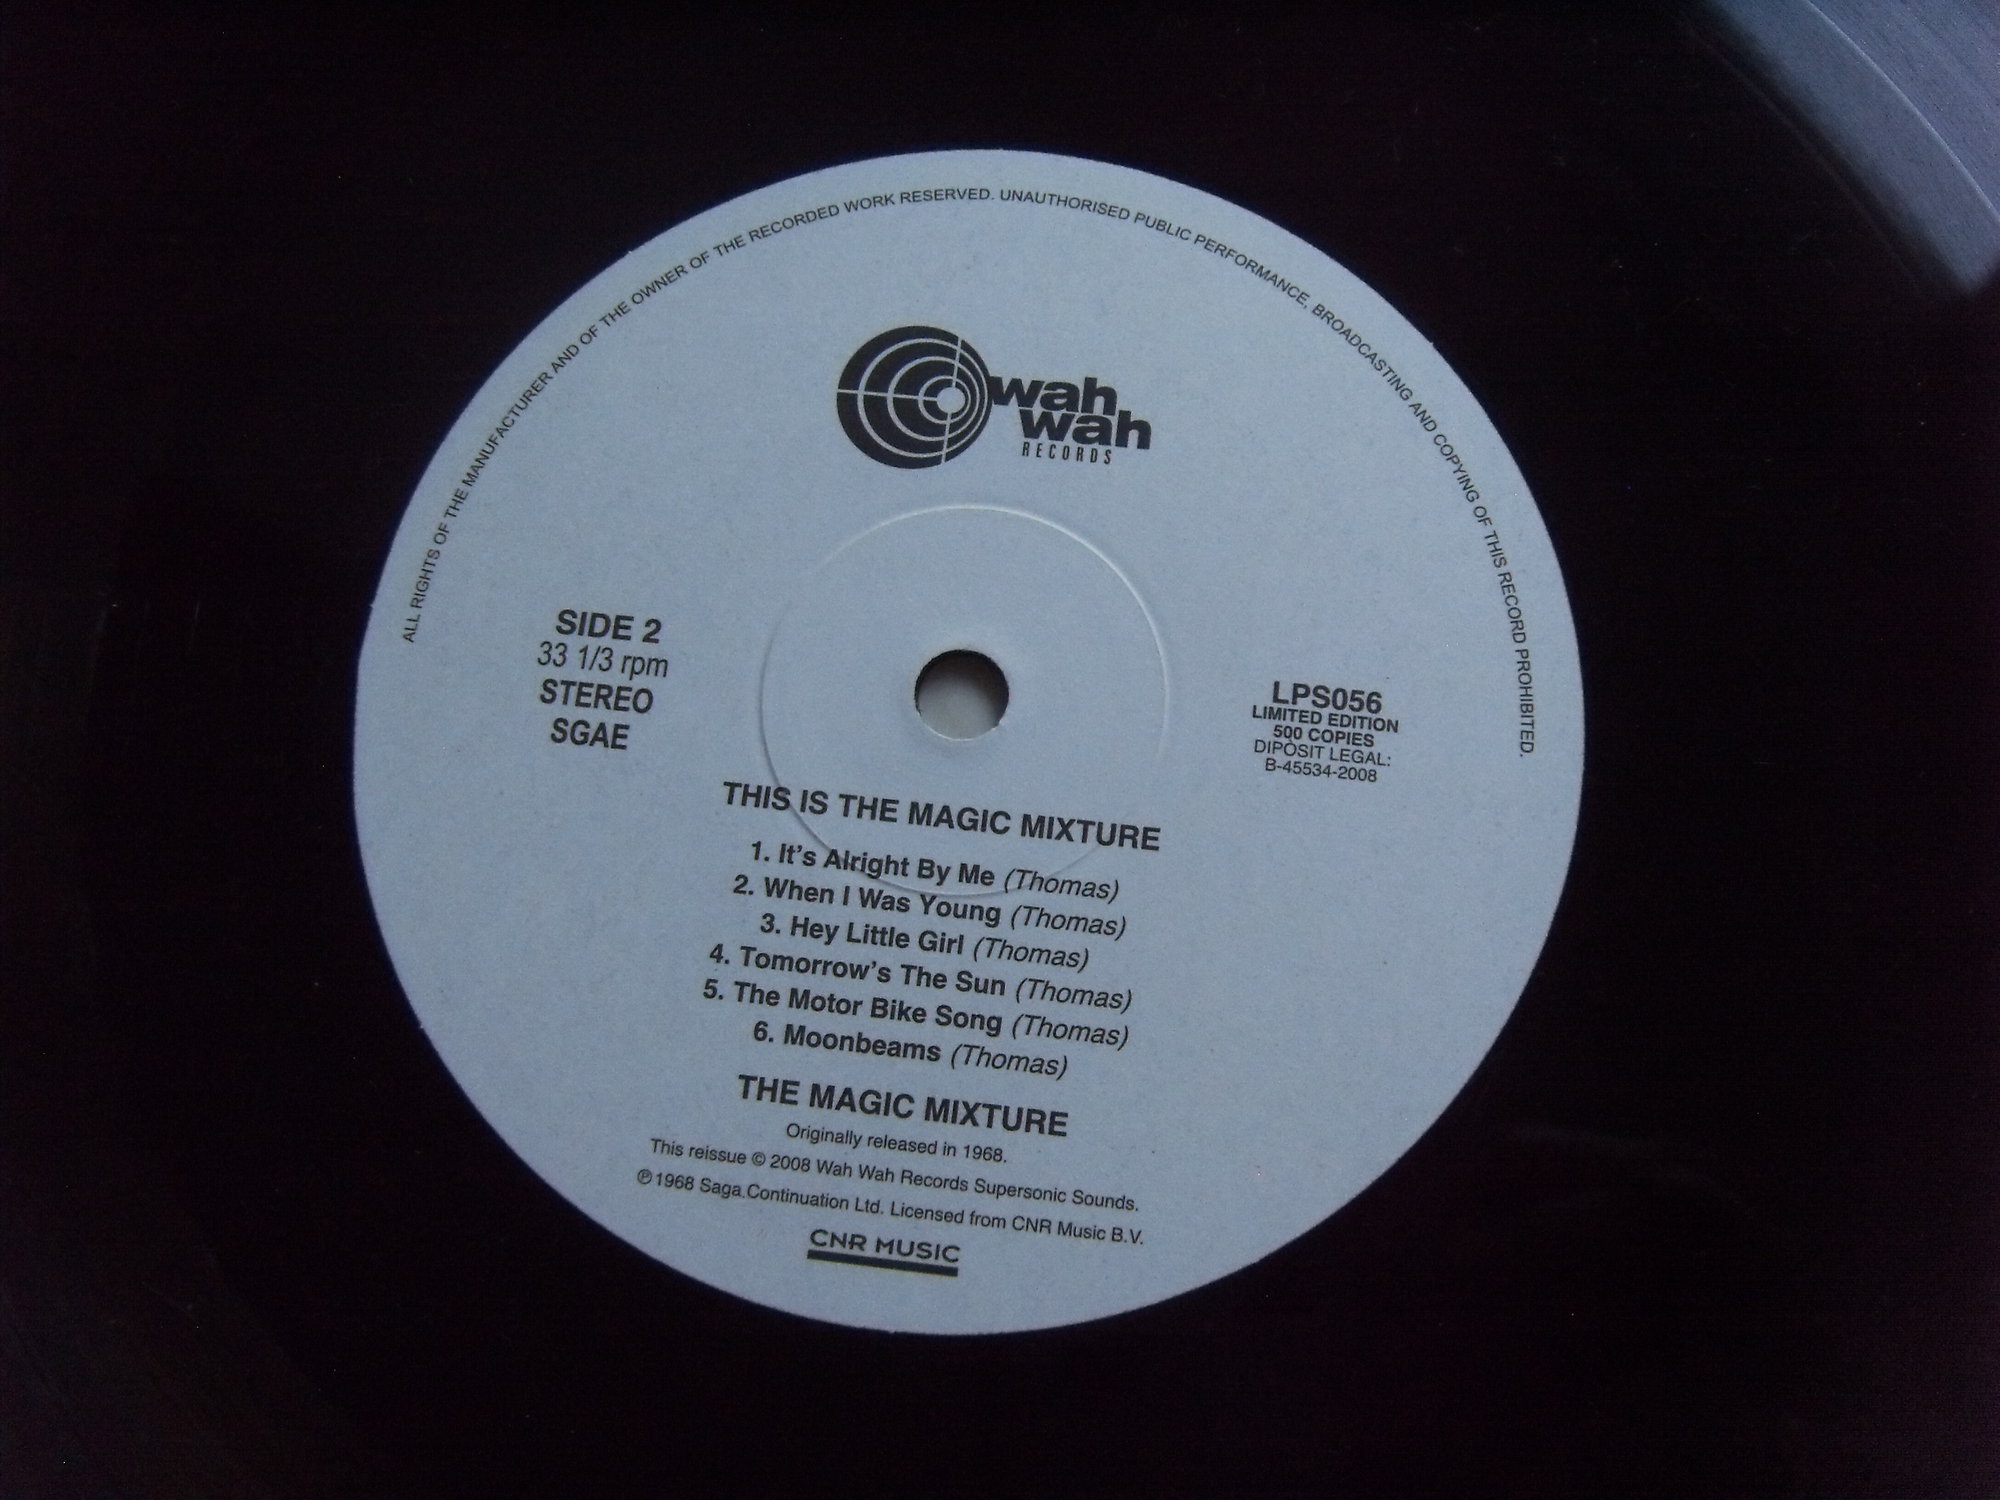 ALL RIGHTS OF THE MANUFACTURER AND OF THE OWNER OF THE RECORDED WORK RESERVED. UNAUTHORISED PUBLIC PERFORMANCE, BROADCASTING AND COPYING OF THIS RECORD PROHIBITED.
wah
wah
RECORDS
SIDE 2
33 1/3 rpm
STEREO
SGAE
LPS056
LIMITED EDITION
500 COPIES
DIPÒSIT LEGAL:
B-45534-2008
THIS IS THE MAGIC MIXTURE
1. It's Alright By Me (Thomas)
2. When I Was Young (Thomas)
3. Hey Little Girl (Thomas)
4. Tomorrow's The Sun (Thomas)
5. The Motor Bike Song (Thomas)
6. Moonbeams (Thomas)
THE MAGIC MIXTURE
Originally released in 1968.
This reissue © 2008 Wah Wah Records Supersonic Sounds.
℗ 1968 Saga.Continuation Ltd. Licensed from CNR Music B.V.
CNR MUSIC